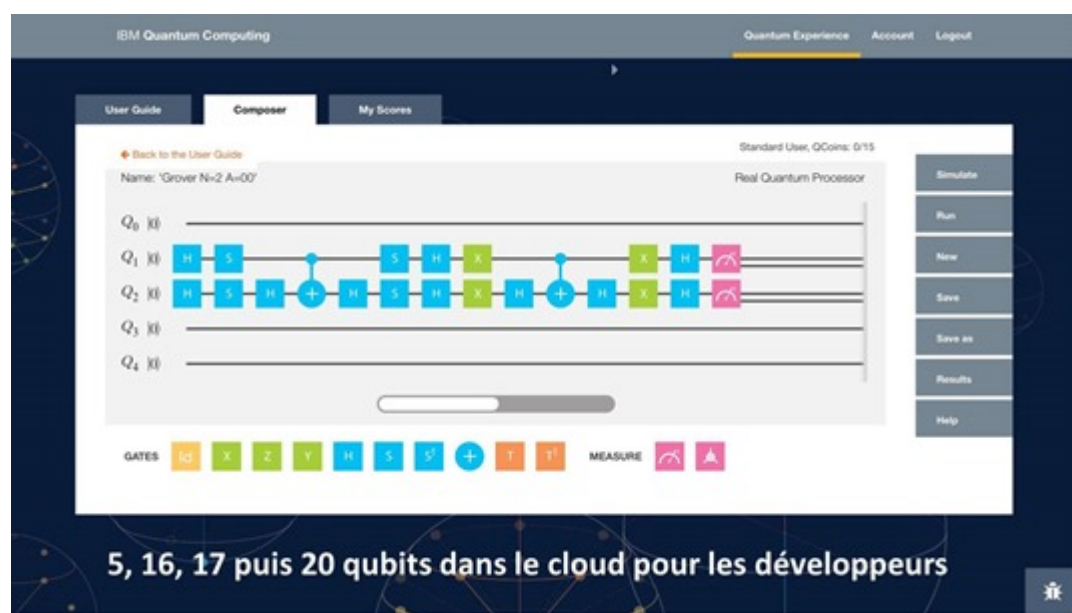 IBM Quantum Computing
Quantum Experience Account Logout
User Guide Composer My Scores
Back to the User Guide
Standard User, QCoins: 0/15
Name: 'Grover N=2 A=00'
Real Quantum Processor
Q0 |0⟩
Q1 |0⟩ H S S H X X H
Q2 |0⟩ H S H + H S H X H + H X H
Q3 |0⟩
Q4 |0⟩
Simulate
Run
New
Save
Save as
Results
Help
GATES Id X Z Y H S S† + T T† MEASURE
5, 16, 17 puis 20 qubits dans le cloud pour les développeurs